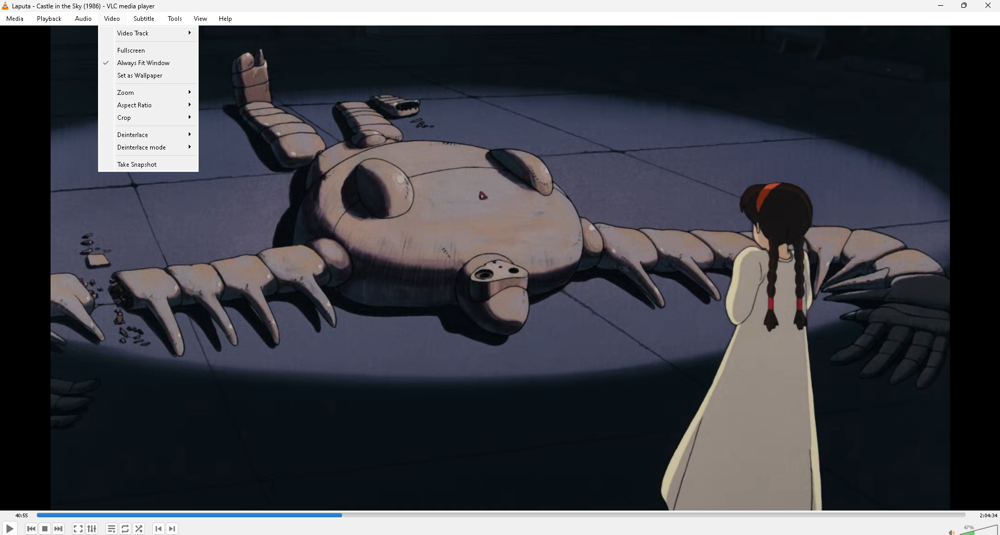 Laputa - Castle in the Sky (1986) - VLC media player
Media Playback Audio Video Subtitle Tools View Help
Video Track
Fullscreen
Always Fit Window
Set as Wallpaper
Zoom
Aspect Ratio
Crop
Deinterlace
Deinterlace mode
Take Snapshot
40:55 2:04:34
47%